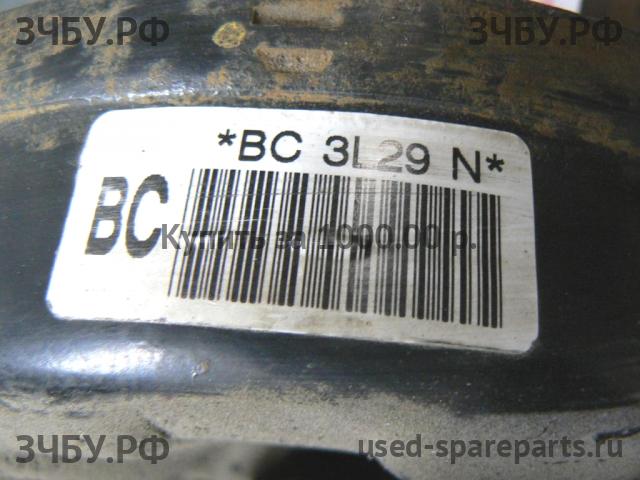 ЗЧБУ.РФ ЗЧБУ.РФ
*BC 3L29 N*
BC
Купить за 1000.00 р.
ЗЧБУ.РФ used-spareparts.ru